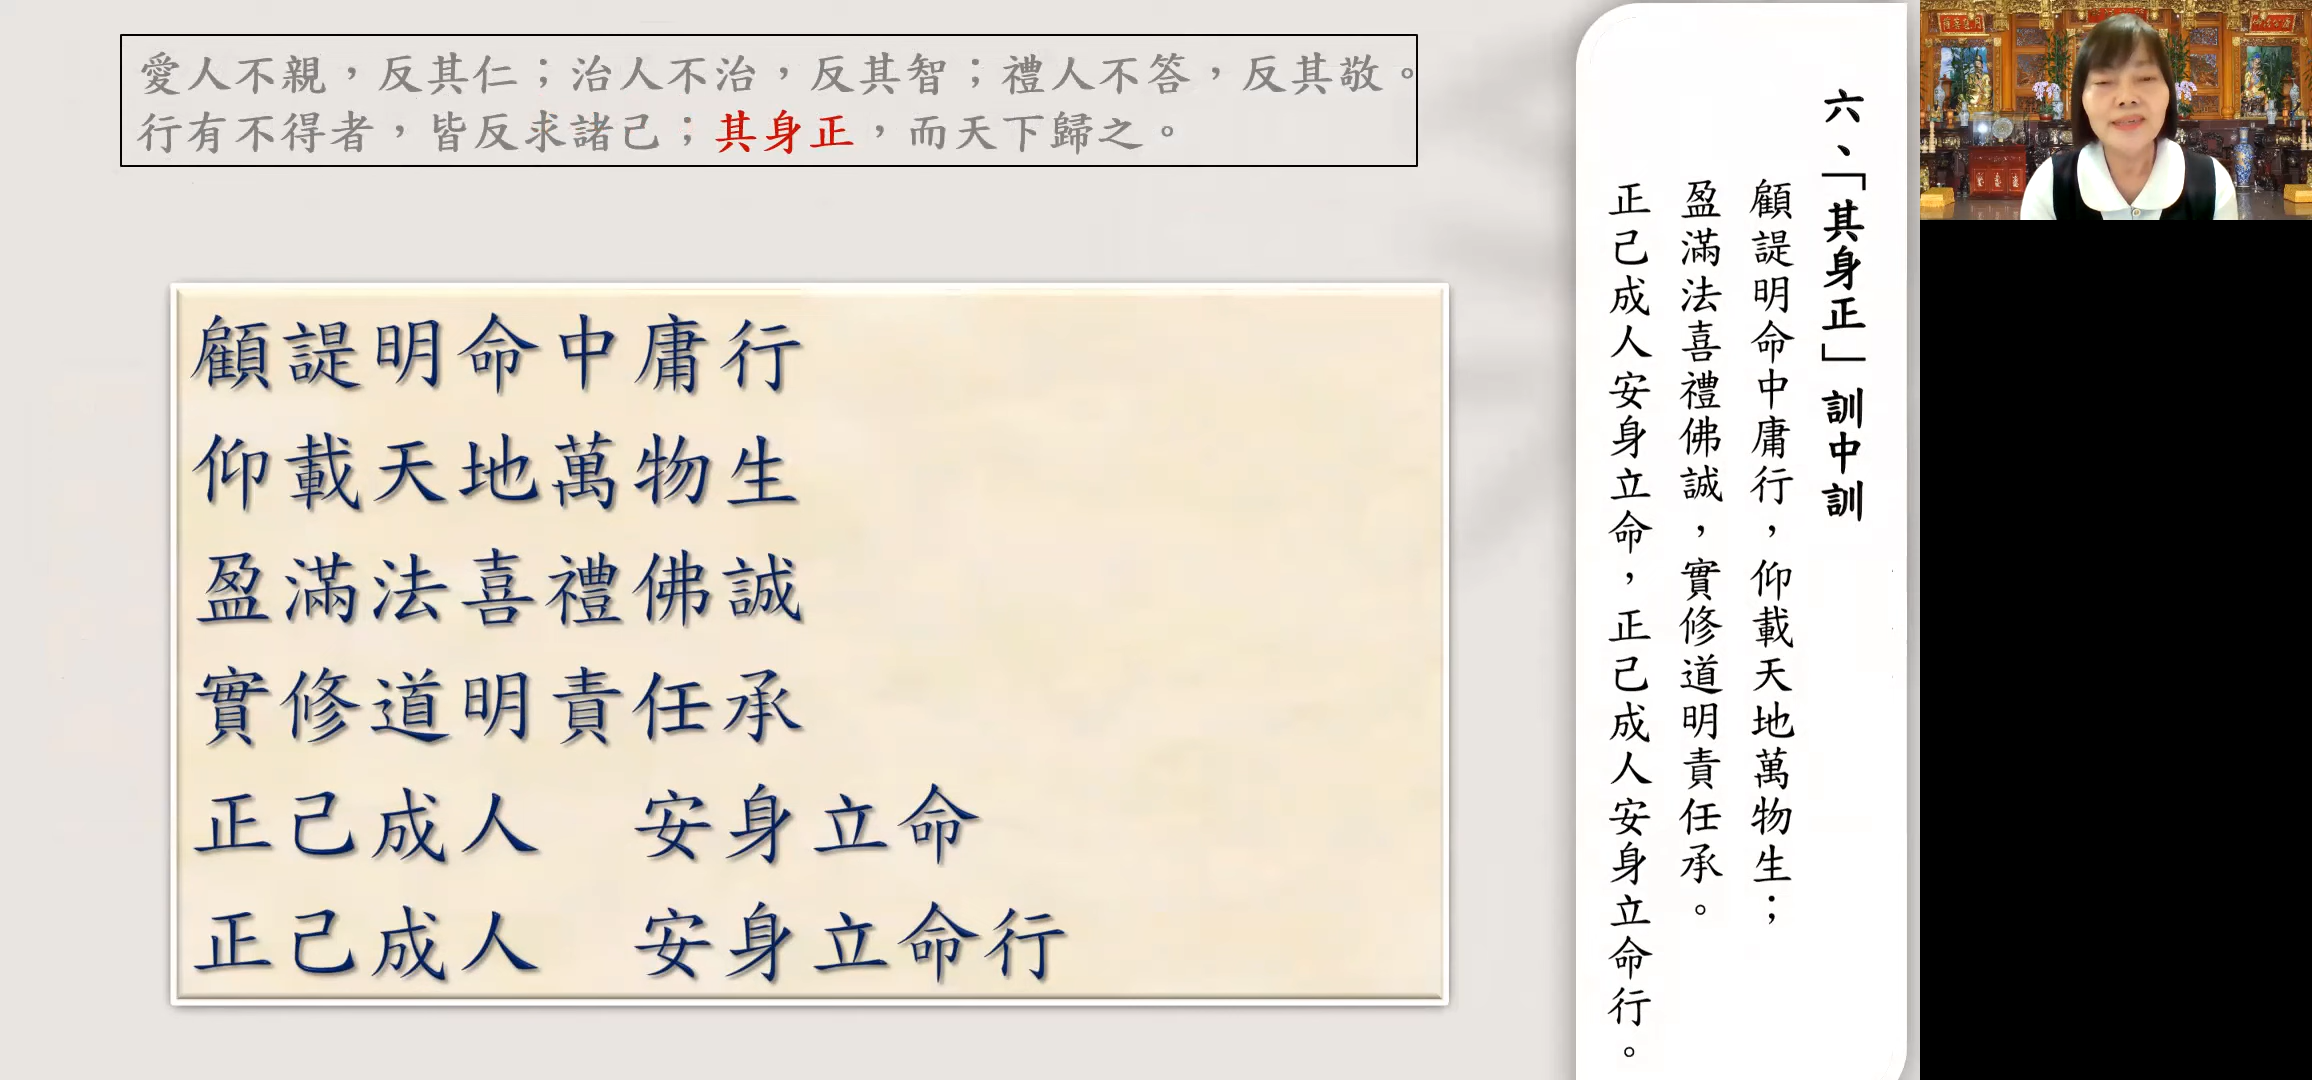 愛人不親，反其仁；治人不治，反其智；禮人不答，反其敬。
行有不得者，皆反求諸己；其身正，而天下歸之。
顧諟明命中庸行
仰載天地萬物生
盈滿法喜禮佛誠
實修道明責任承
正己成人　安身立命
正己成人　安身立命行
六、「其身正」訓中訓
顧諟明命中庸行，仰載天地萬物生；
盈滿法喜禮佛誠，實修道明責任承。
正己成人安身立命，正己成人安身立命行。